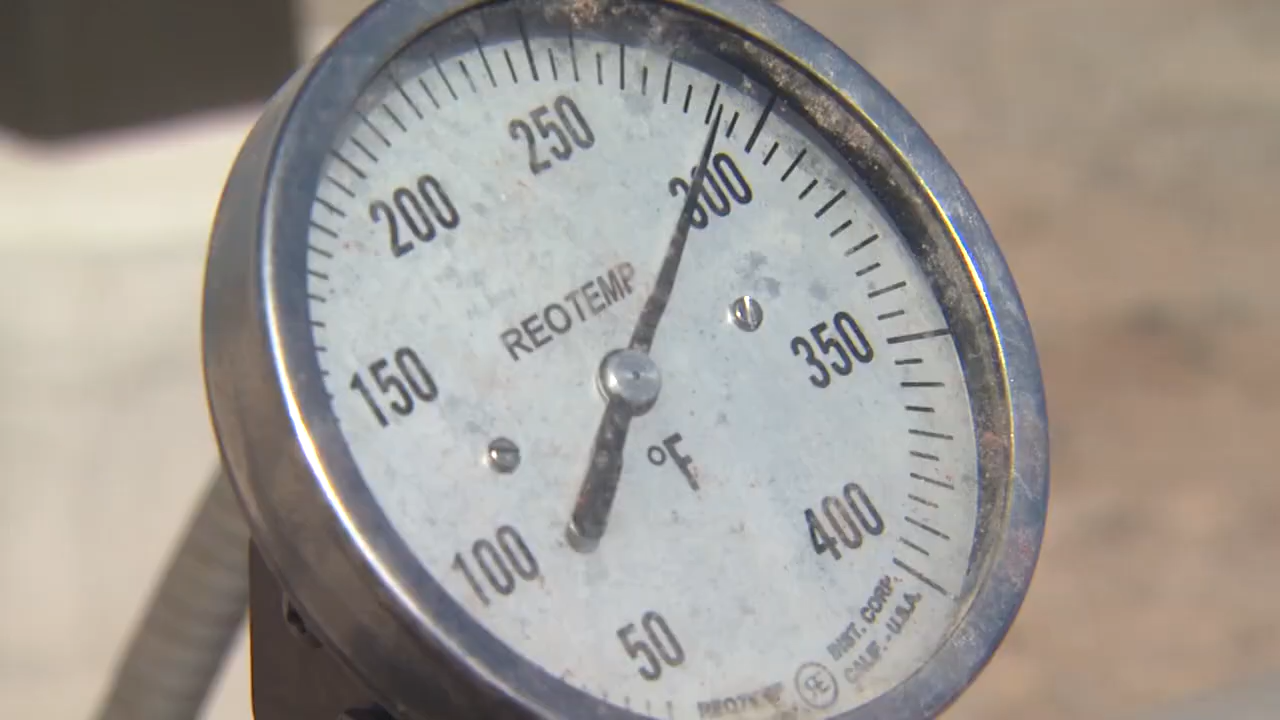 250
200
300
REOTEMP
350
150
°F
400
100
50
INST. CORP.
CALIF. - U.S.A.